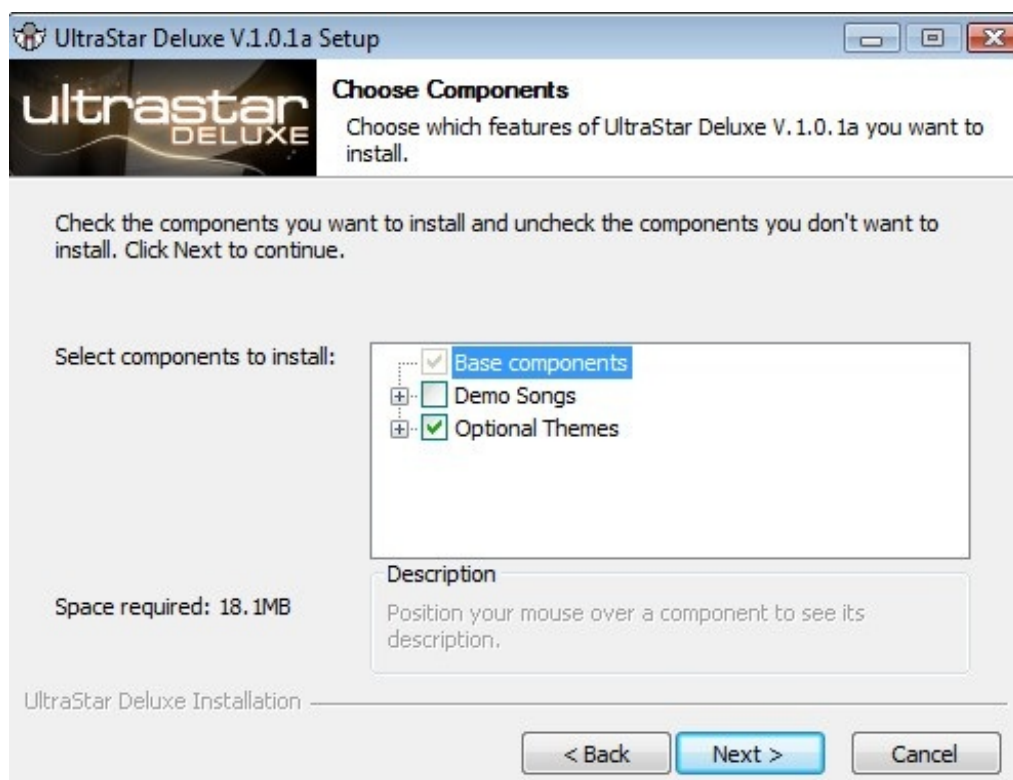 UltraStar Deluxe V.1.0.1a Setup
ultrastar
DELUXE
Choose Components
Choose which features of UltraStar Deluxe V.1.0.1a you want to
install.
Check the components you want to install and uncheck the components you don't want to
install. Click Next to continue.
Select components to install:
Base components
Demo Songs
Optional Themes
Space required: 18.1MB
Description
Position your mouse over a component to see its
description.
UltraStar Deluxe Installation
< Back
Next >
Cancel